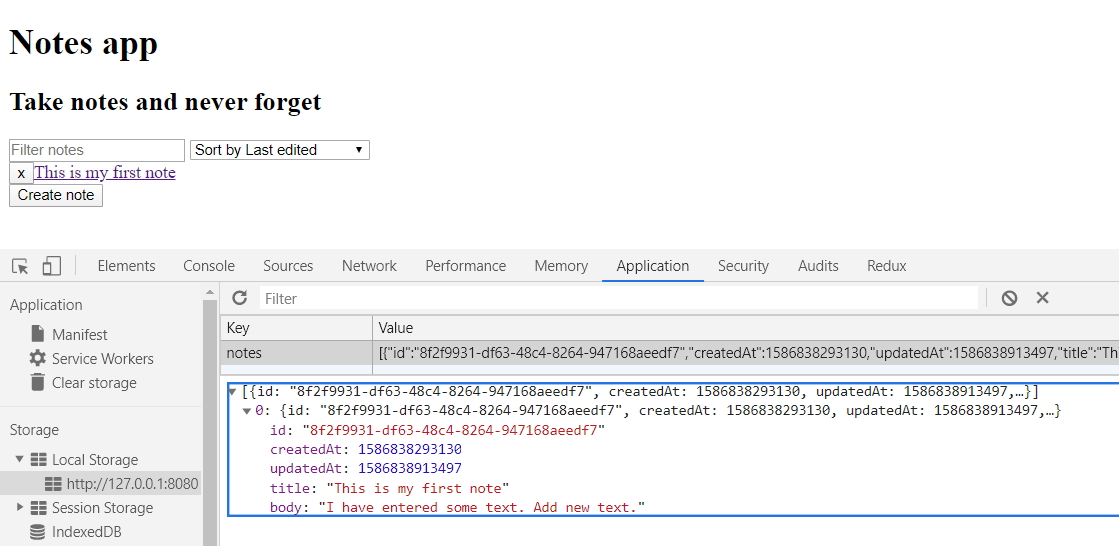 Notes app
Take notes and never forget
Filter notes Sort by Last edited
x This is my first note
Create note
Elements Console Sources Network Performance Memory Application Security Audits Redux
Application
Manifest
Service Workers
Clear storage
Storage
Local Storage
http://127.0.0.1:8080
Session Storage
IndexedDB
Filter
Key Value
notes [{"id":"8f2f9931-df63-48c4-8264-947168aeedf7","createdAt":1586838293130,"updatedAt":1586838913497,"title":"Th
[{id: "8f2f9931-df63-48c4-8264-947168aeedf7", createdAt: 1586838293130, updatedAt: 1586838913497,…}]
0: {id: "8f2f9931-df63-48c4-8264-947168aeedf7", createdAt: 1586838293130, updatedAt: 1586838913497,…}
id: "8f2f9931-df63-48c4-8264-947168aeedf7"
createdAt: 1586838293130
updatedAt: 1586838913497
title: "This is my first note"
body: "I have entered some text. Add new text."